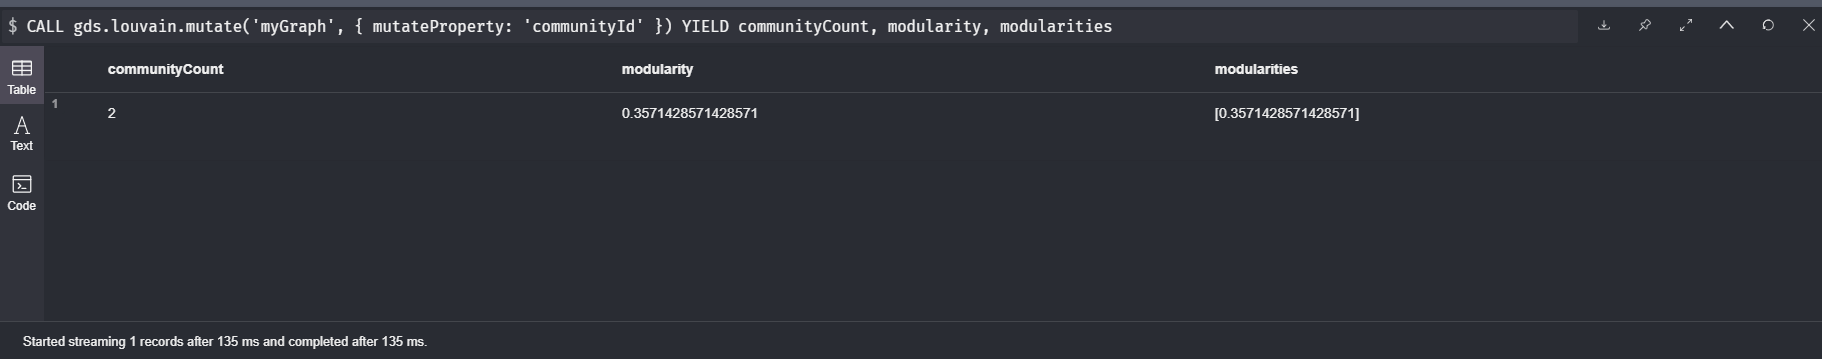 $ CALL gds.louvain.mutate('myGraph', { mutateProperty: 'communityId' }) YIELD communityCount, modularity, modularities
Table
Text
Code
communityCount modularity modularities
1
2 0.3571428571428571 [0.3571428571428571]
Started streaming 1 records after 135 ms and completed after 135 ms.